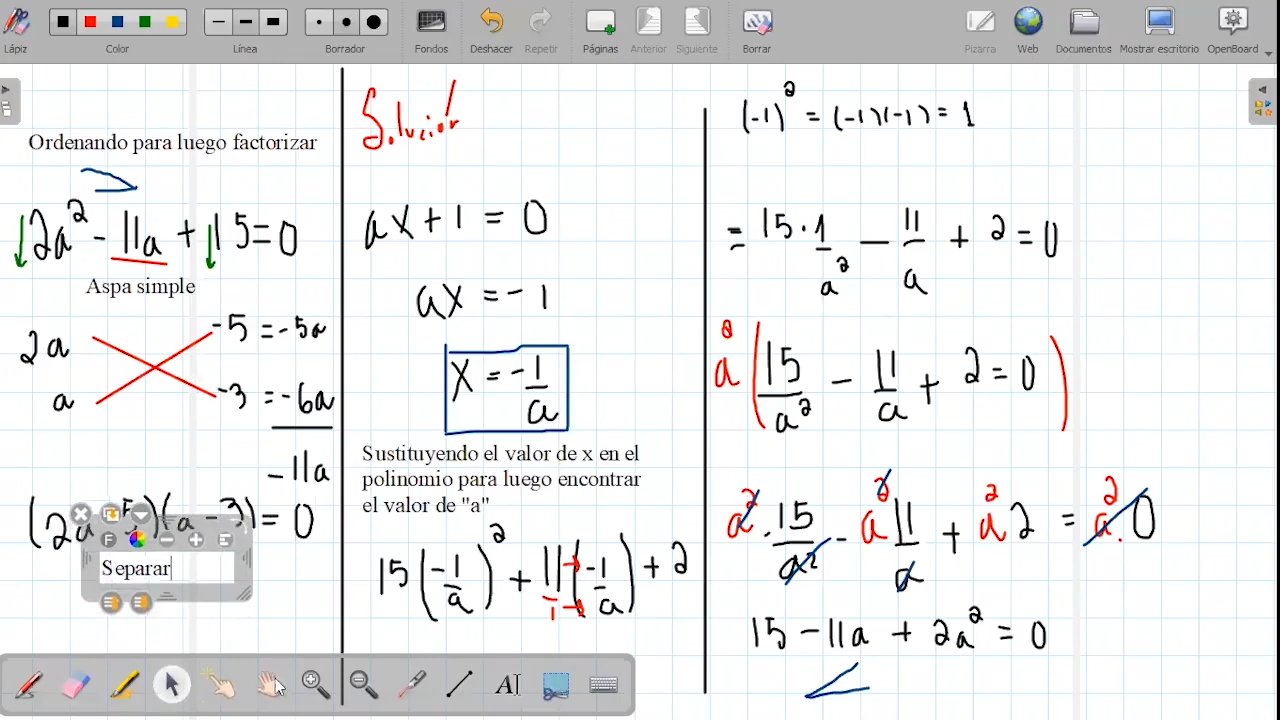 Lápiz
Color
Línea
Borrador
Fondos
Deshacer
Repetir
Páginas
Anterior
Siguiente
Borrar
Pizarra
Web
Documentos
Mostrar escritorio
OpenBoard
Ordenando para luego factorizar
2a² - 11a + 15 = 0
Aspa simple
2a -5 = -5a
a -3 = -6a
-11a
(2a - 5)(a - 3) = 0
F
Separar
Solución
ax + 1 = 0
ax = -1
x = -1/a
Sustituyendo el valor de x en el
polinomio para luego encontrar
el valor de "a"
15(-1/a)² + 11/1(-1/a) + 2
(-1)² = (-1)(-1) = 1
= 15·1/a² - 11/a + 2 = 0
a²(15/a² - 11/a + 2 = 0)
a²·15/a² - a²11/a + a²2 = a².0
15 - 11a + 2a² = 0
AI